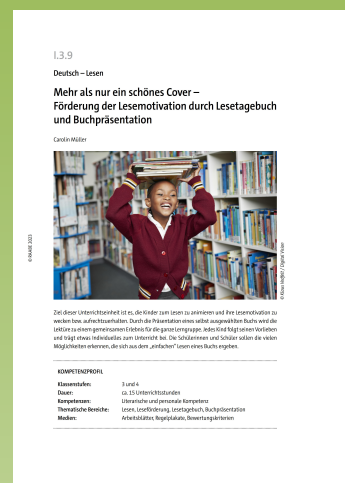 I.3.9
Deutsch – Lesen
Mehr als nur ein schönes Cover –
Förderung der Lesemotivation durch Lesetagebuch
und Buchpräsentation
Carolin Müller
© RAABE 2023
© Klaus Vedfelt / Digital Vision
Ziel dieser Unterrichtseinheit ist es, die Kinder zum Lesen zu animieren und ihre Lesemotivation zu
wecken bzw. aufrechtzuerhalten. Durch die Präsentation eines selbst ausgewählten Buchs wird die
Lektüre zu einem gemeinsamen Erlebnis für die ganze Lerngruppe. Jedes Kind folgt seinen Vorlieben
und trägt etwas Individuelles zum Unterricht bei. Die Schülerinnen und Schüler sollen die vielen
Möglichkeiten erkennen, die sich aus dem „einfachen“ Lesen eines Buchs ergeben.
KOMPETENZPROFIL
Klassenstufen: 3 und 4
Dauer: ca. 15 Unterrichtsstunden
Kompetenzen: Literarische und personale Kompetenz
Thematische Bereiche: Lesen, Leseförderung, Lesetagebuch, Buchpräsentation
Medien: Arbeitsblätter, Regelplakate, Bewertungskriterien